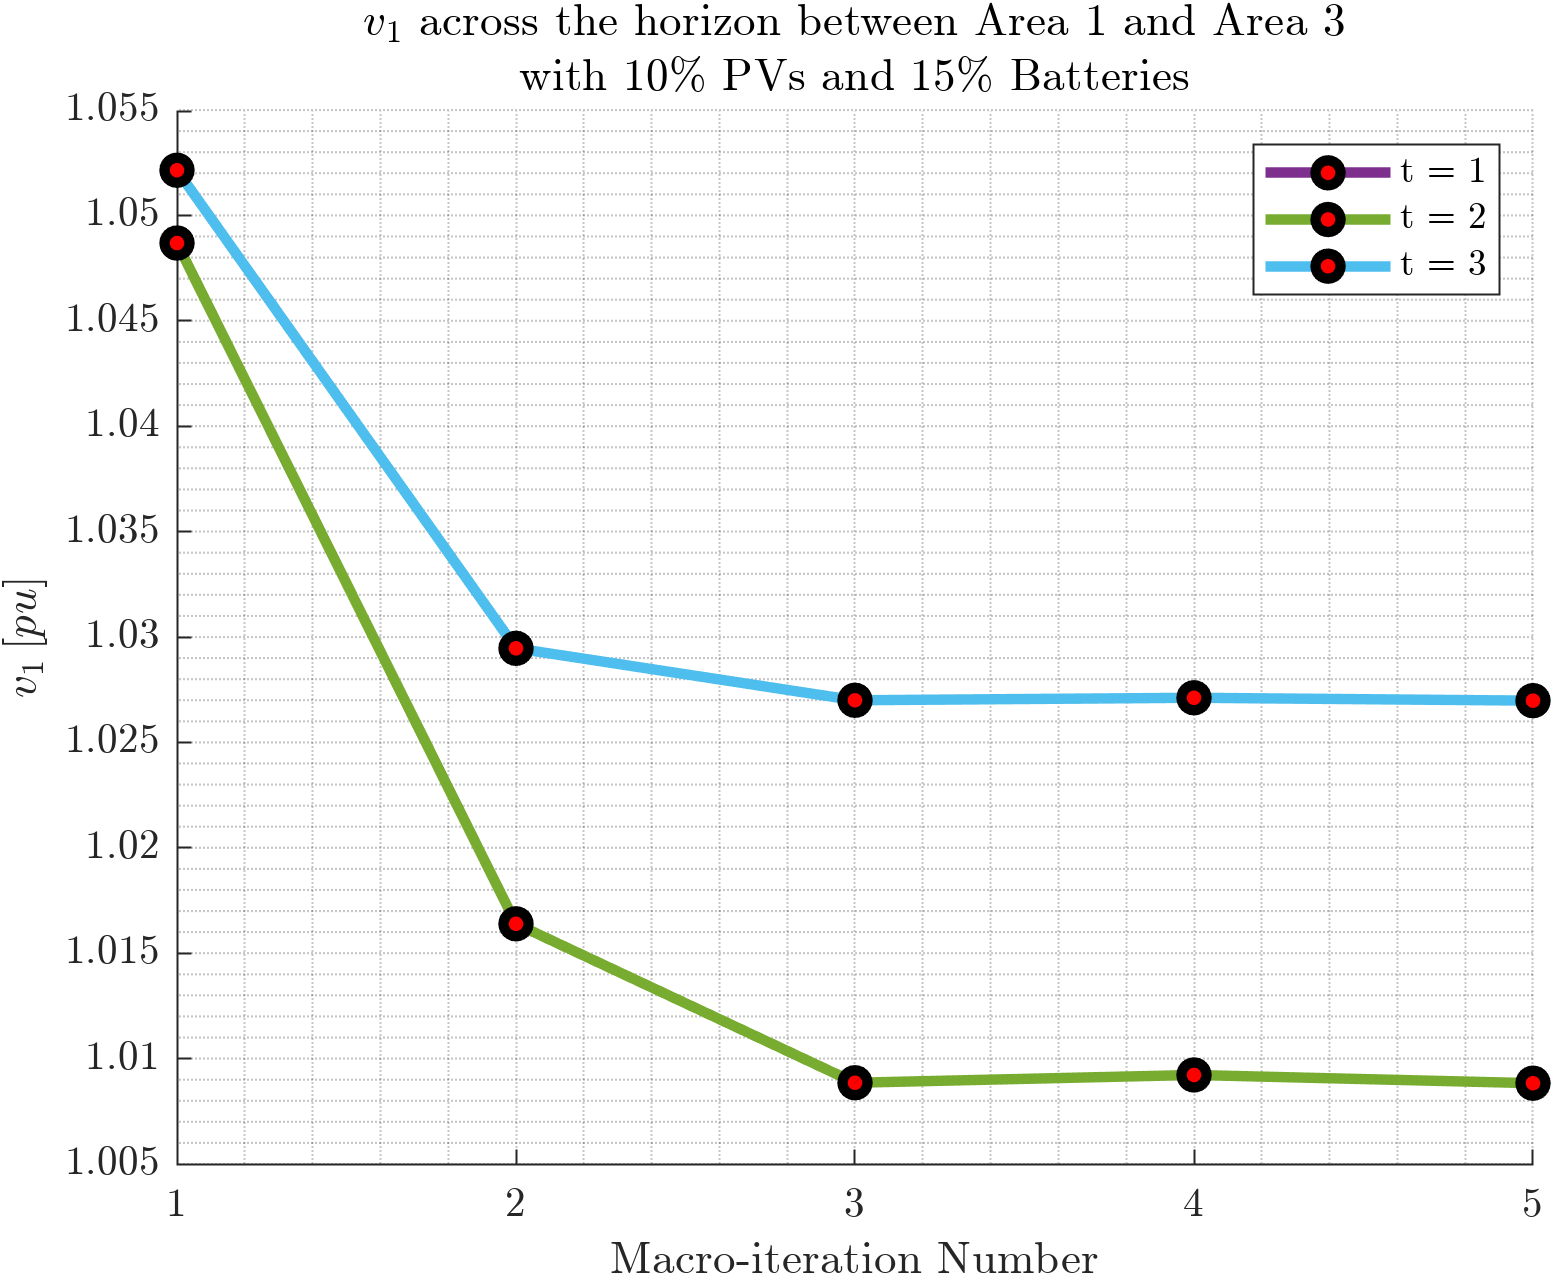 v₁ across the horizon between Area 1 and Area 3
with 10% PVs and 15% Batteries
1.055
1.05
1.045
1.04
1.035
1.03
1.025
1.02
1.015
1.01
1.005
v₁ [pu]
t = 1
t = 2
t = 3
1 2 3 4 5
Macro-iteration Number